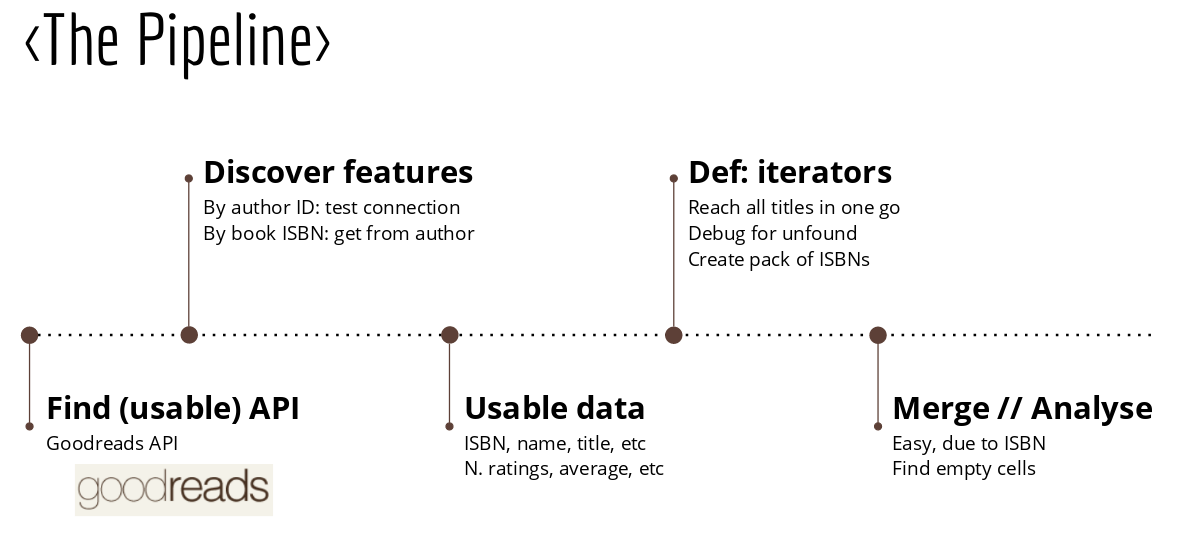 ‹The Pipeline›
Discover features
By author ID: test connection
By book ISBN: get from author
Def: iterators
Reach all titles in one go
Debug for unfound
Create pack of ISBNs
Find (usable) API
Goodreads API
goodreads
Usable data
ISBN, name, title, etc
N. ratings, average, etc
Merge // Analyse
Easy, due to ISBN
Find empty cells